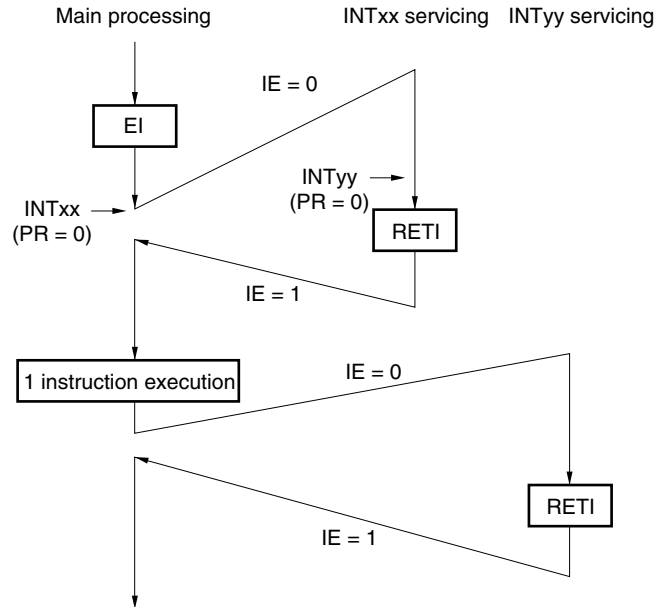 Main processing
INTxx servicing
INTyy servicing
IE = 0
EI
INTyy
(PR = 0)
INTxx
(PR = 0)
RETI
IE = 1
1 instruction execution
IE = 0
RETI
IE = 1